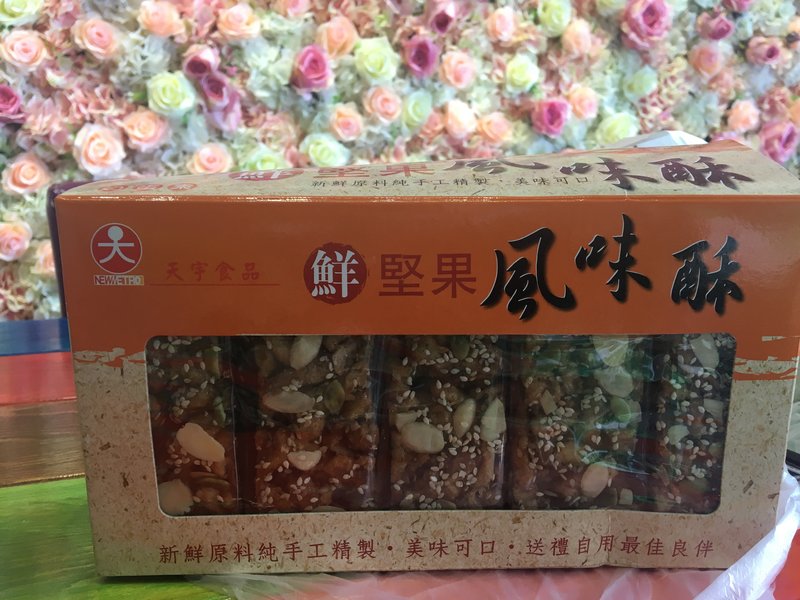 鮮堅果風味酥
新鮮原料純手工精製·美味可口
大
NEWMETRO
天宇食品
鮮堅果風味酥
新鮮原料純手工精製·美味可口·送禮自用最佳良伴